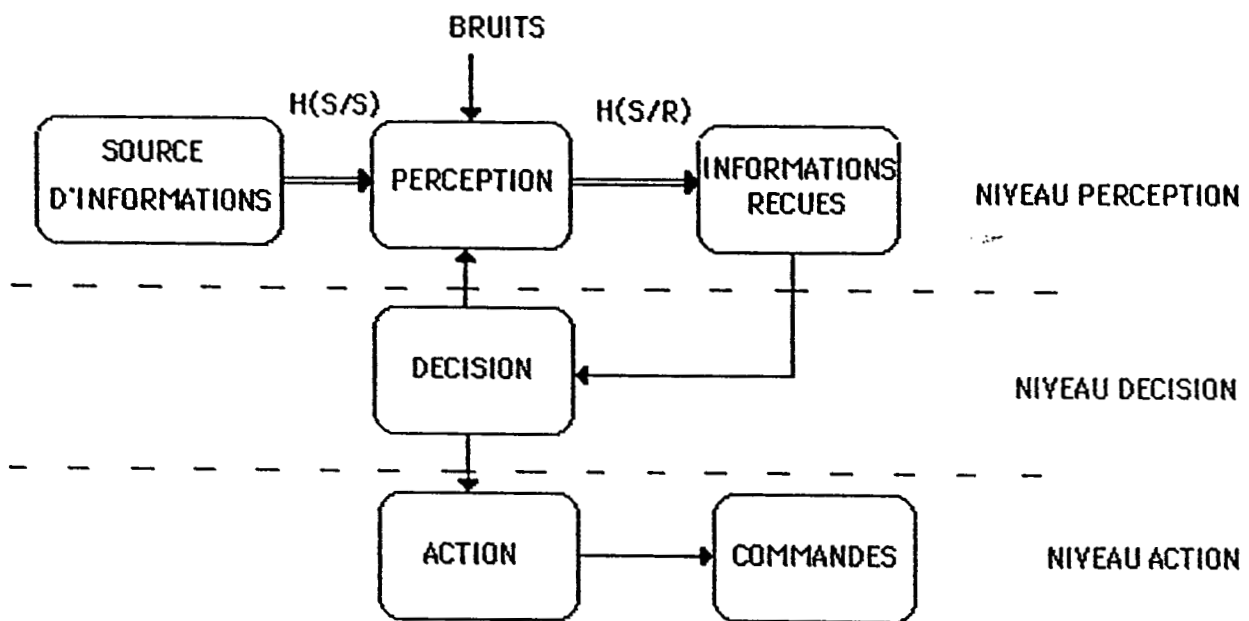 BRUITS
H(S/S)
H(S/R)
SOURCE
D'INFORMATIONS
PERCEPTION
INFORMATIONS
RECUES
NIVEAU PERCEPTION
DECISION
NIVEAU DECISION
ACTION
COMMANDES
NIVEAU ACTION